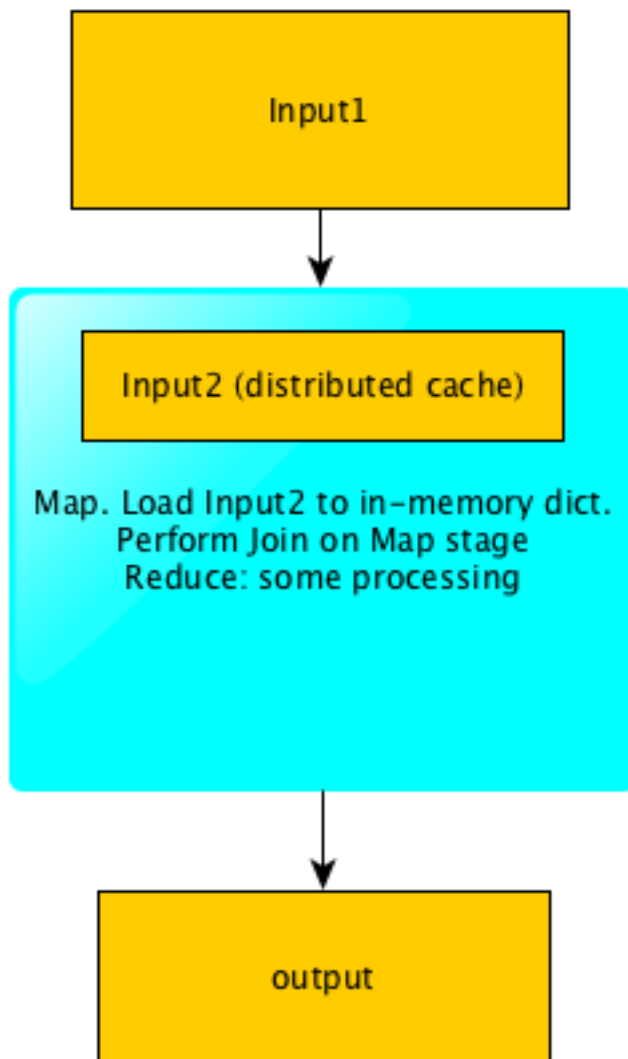 Input1
Input2 (distributed cache)
Map. Load Input2 to in-memory dict.
Perform Join on Map stage
Reduce: some processing
output